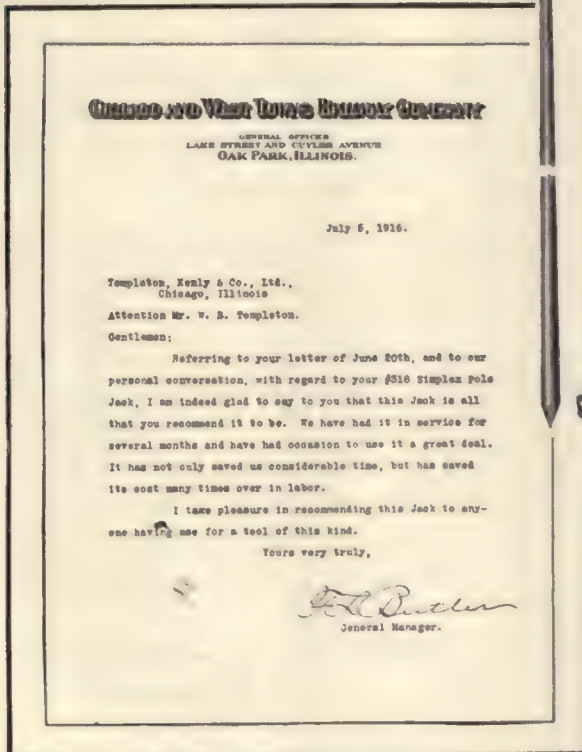 CHICAGO AND WEST TOWNS RAILWAY COMPANY
GENERAL OFFICES
LAKE STREET AND CUYLER AVENUE
OAK PARK, ILLINOIS.
July 6, 1916.
Templeton, Kenly & Co., Ltd.,
Chicago, Illinois
Attention Mr. W. B. Templeton.
Gentlemen;
Referring to your letter of June 20th, and to our
personal conversation, with regard to your #318 Simplex Pole
Jack, I am indeed glad to say to you that this Jack is all
that you recommend it to be. We have had it in service for
several months and have had occasion to use it a great deal.
It has not only saved us considerable time, but has saved
its cost many times over in labor.
I take pleasure in recommending this Jack to any-
one having use for a tool of this kind.
Yours very truly,
Butler
General Manager.